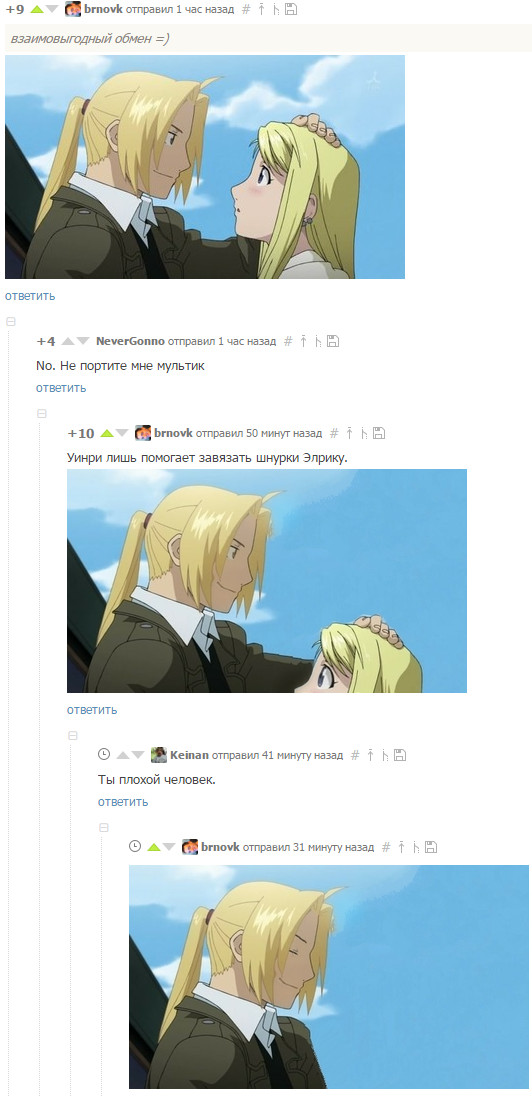 +9 brnovk отправил 1 час назад #
взаимовыгодный обмен =)
ответить
+4 NeverGonno отправил 1 час назад #
No. Не портите мне мультик
ответить
+10 brnovk отправил 50 минут назад #
Уинри лишь помогает завязать шнурки Элрику.
ответить
Keinan отправил 41 минуту назад #
Ты плохой человек.
ответить
brnovk отправил 31 минуту назад #